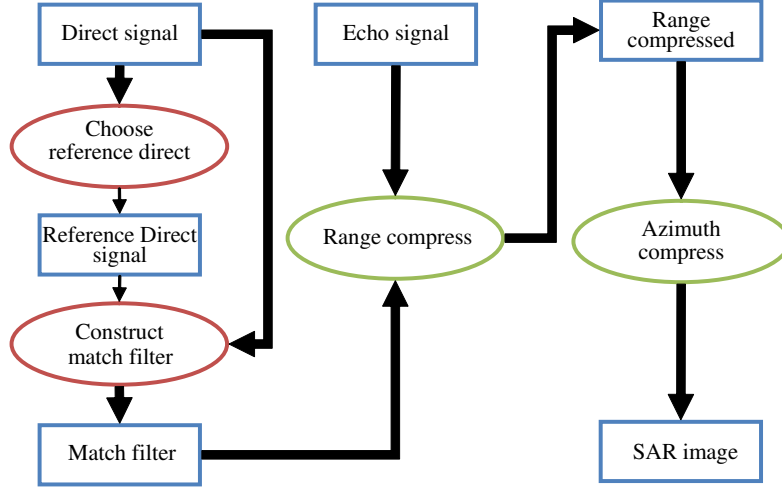 Direct signal
Choose
reference direct
Reference Direct
signal
Construct
match filter
Match filter
Echo signal
Range compress
Range
compressed
Azimuth
compress
SAR image